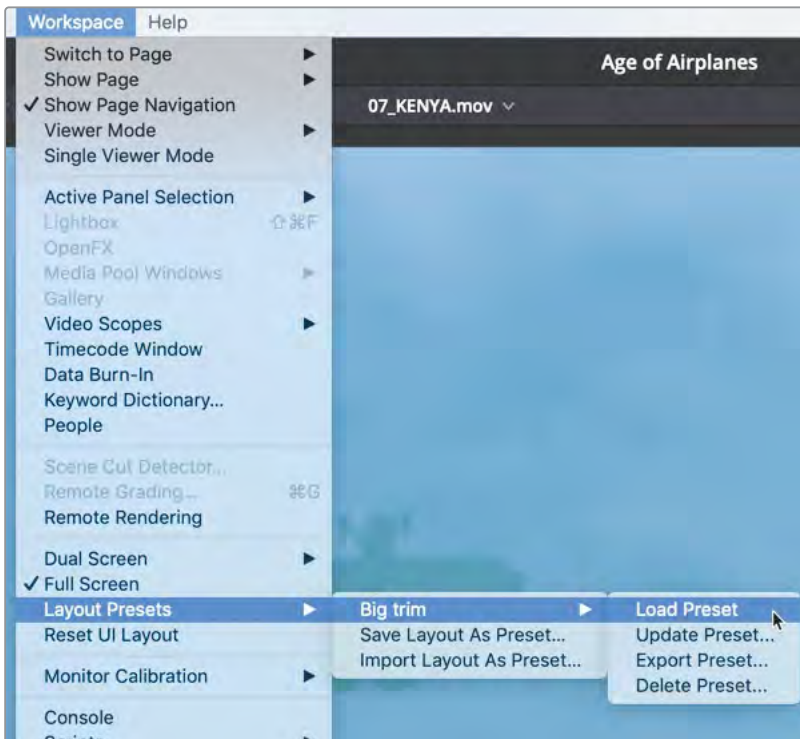 Workspace Help
Age of Airplanes
07_KENYA.mov
Switch to Page
Show Page
✓ Show Page Navigation
Viewer Mode
Single Viewer Mode
Active Panel Selection
Lightbox ⇧⌘F
OpenFX
Media Pool Windows
Gallery
Video Scopes
Timecode Window
Data Burn-In
Keyword Dictionary...
People
Scene Cut Detector...
Remote Grading... ⌘G
Remote Rendering
Dual Screen
✓ Full Screen
Layout Presets
Reset UI Layout
Monitor Calibration
Console
Big trim
Save Layout As Preset...
Import Layout As Preset...
Load Preset
Update Preset...
Export Preset...
Delete Preset...